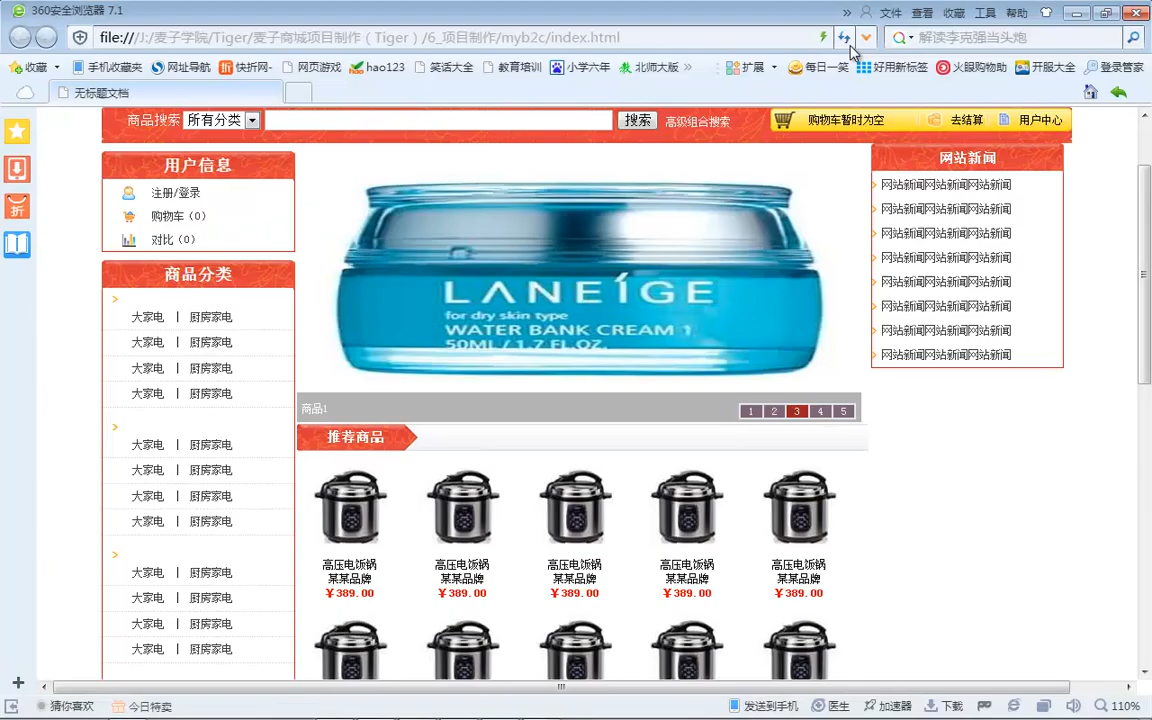 360安全浏览器 7.1
» 文件 查看 收藏 工具 帮助
file:///J:/麦子学院/Tiger/麦子商城项目制作（Tiger）/6_项目制作/myb2c/index.html
解读李克强当头炮
收藏 手机收藏夹 网址导航 快折网- 网页游戏 hao123 笑话大全 教育培训 小学六年 北师大版 » 扩展 每日一笑 好用新标签 火眼购物助 开服大全 登录管家
无标题文档
商品搜索 所有分类 搜索 高级组合搜索 购物车暂时为空 去结算 用户中心
用户信息
注册/登录
购物车（0）
对比（0）
商品分类
>
大家电 | 厨房家电
大家电 | 厨房家电
大家电 | 厨房家电
大家电 | 厨房家电
>
大家电 | 厨房家电
大家电 | 厨房家电
大家电 | 厨房家电
大家电 | 厨房家电
>
大家电 | 厨房家电
大家电 | 厨房家电
大家电 | 厨房家电
大家电 | 厨房家电
LANEIGE
for dry skin type
WATER BANK CREAM 1
50ML / 1.7 FL.OZ.
商品1
1 2 3 4 5
推荐商品
高压电饭锅 高压电饭锅 高压电饭锅 高压电饭锅 高压电饭锅
某某品牌 某某品牌 某某品牌 某某品牌 某某品牌
￥389.00 ￥389.00 ￥389.00 ￥389.00 ￥389.00
网站新闻
网站新闻网站新闻网站新闻
网站新闻网站新闻网站新闻
网站新闻网站新闻网站新闻
网站新闻网站新闻网站新闻
网站新闻网站新闻网站新闻
网站新闻网站新闻网站新闻
网站新闻网站新闻网站新闻
网站新闻网站新闻网站新闻
折
猜你喜欢 今日特卖 发送到手机 医生 加速器 下载 110%